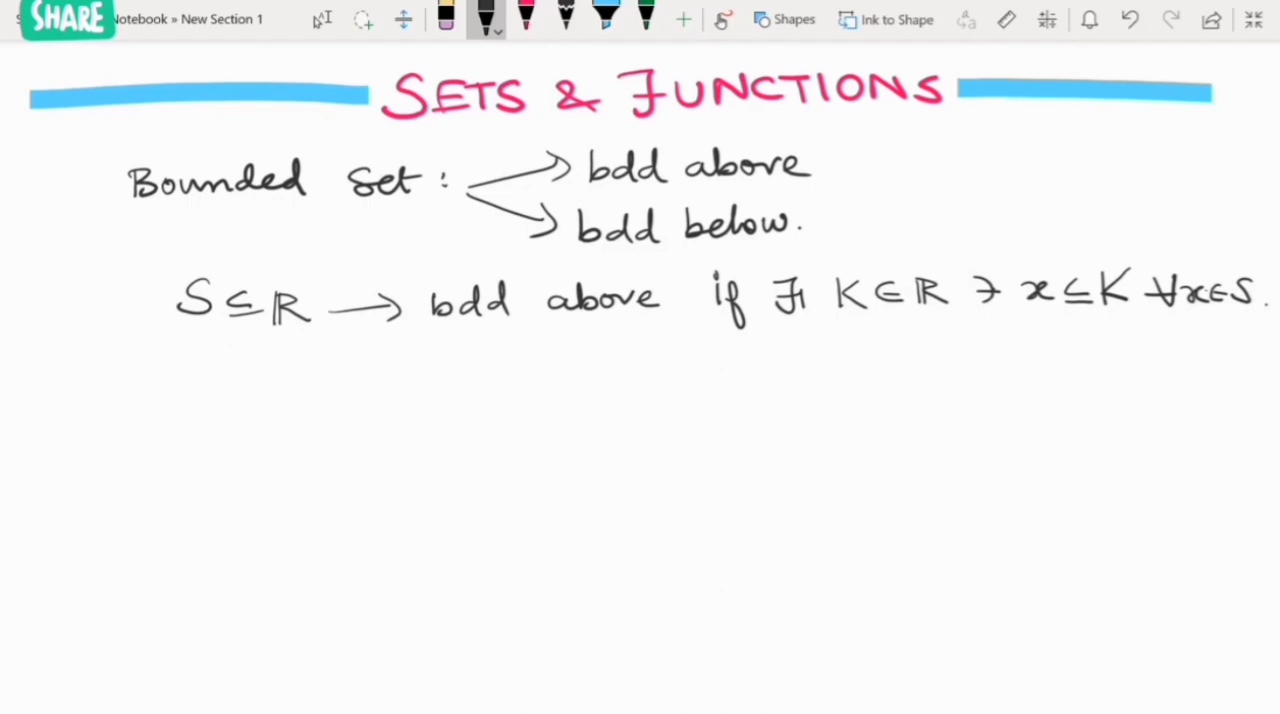 SHARE
Notebook » New Section 1
Shapes
Ink to Shape
SETS & FUNCTIONS
Bounded Set : → bdd above
→ bdd below.
S ⊆ ℝ → bdd above if ∃ K ∈ ℝ ∋ x ≤ K ∀ x ∈ S.